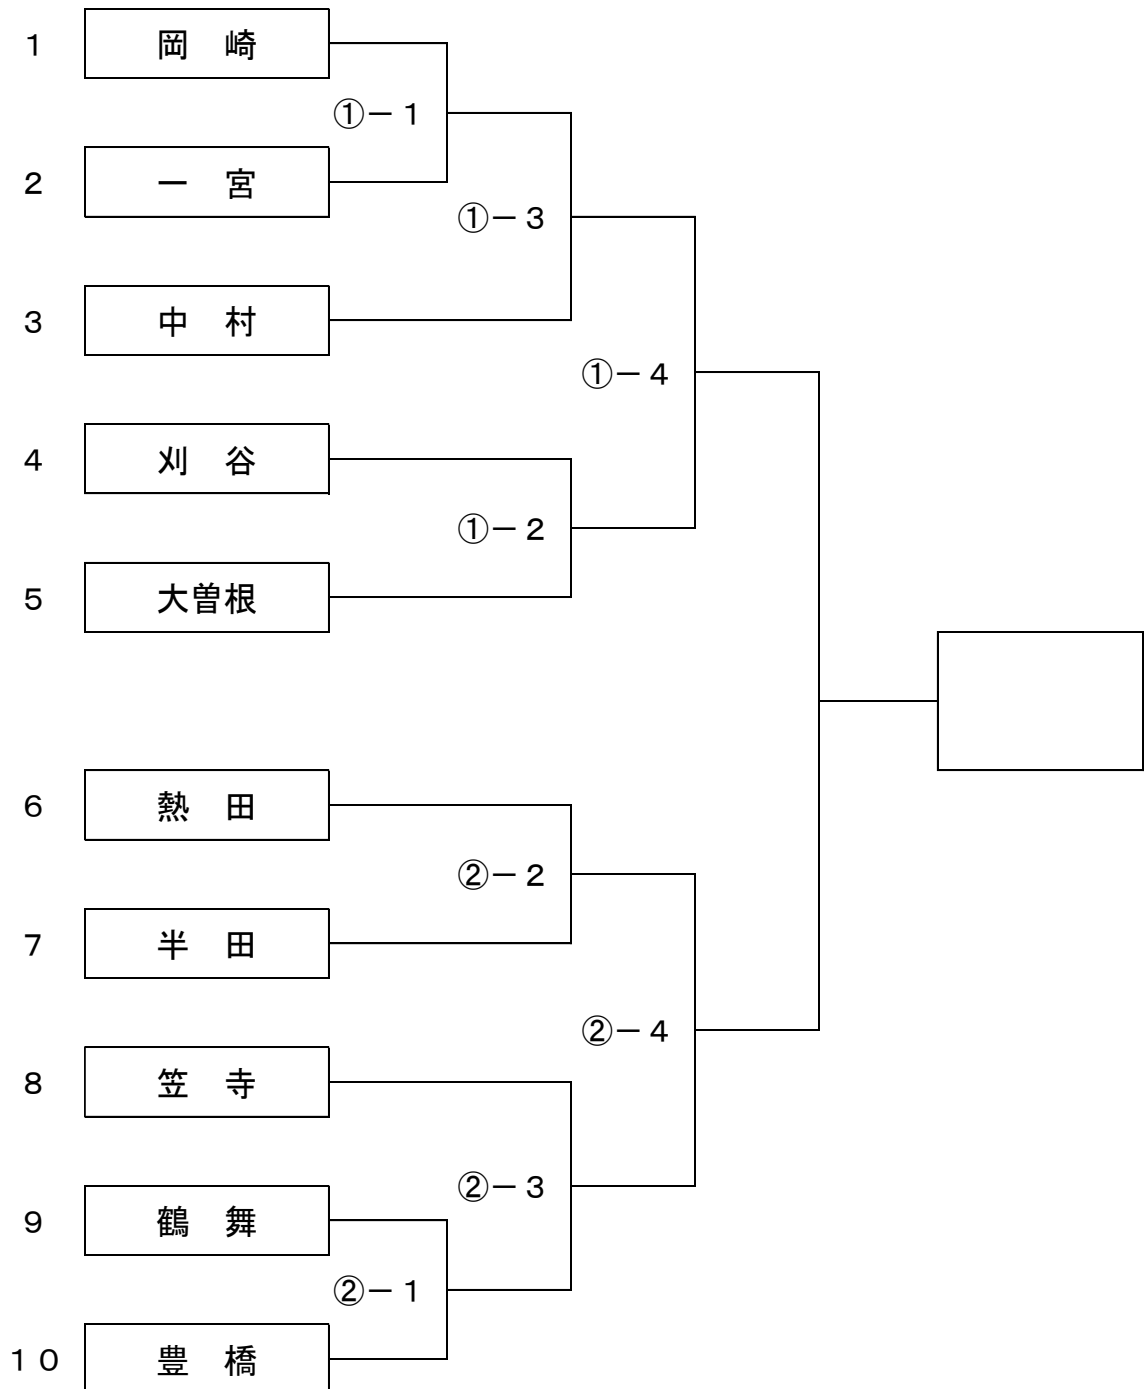 1 岡 崎
①－1
2 一 宮
①－3
3 中 村
①－4
4 刈 谷
①－2
5 大曽根
6 熱 田
②－2
7 半 田
②－4
8 笠 寺
②－3
9 鶴 舞
②－1
10 豊 橋